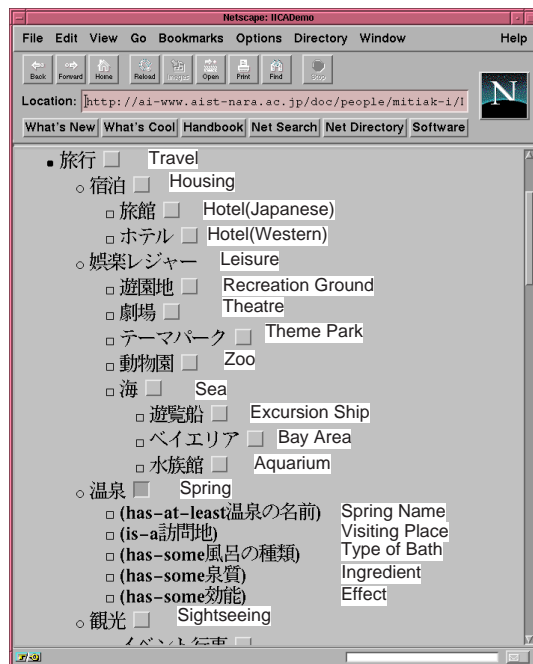 Netscape: IICADemo
File Edit View Go Bookmarks Options Directory Window Help
Back Forward Home Reload Images Open Print Find Stop
Location: http://ai-www.aist-nara.ac.jp/doc/people/mitiak-i/
N
What's New What's Cool Handbook Net Search Net Directory Software
旅行 Travel
宿泊 Housing
旅館 Hotel(Japanese)
ホテル Hotel(Western)
娯楽レジャー Leisure
遊園地 Recreation Ground
劇場 Theatre
テーマパーク Theme Park
動物園 Zoo
海 Sea
遊覧船 Excursion Ship
ベイエリア Bay Area
水族館 Aquarium
温泉 Spring
(has-at-least温泉の名前) Spring Name
(is-a訪問地) Visiting Place
(has-some風呂の種類) Type of Bath
(has-some泉質) Ingredient
(has-some効能) Effect
観光 Sightseeing
イベント行事